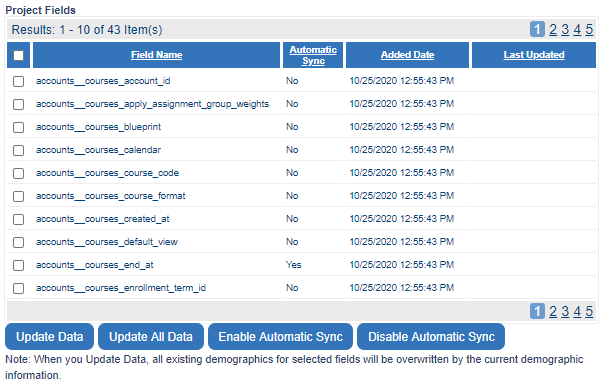 Project Fields
Results: 1 - 10 of 43 Item(s) 1 2 3 4 5
Field Name Automatic Sync Added Date Last Updated
accounts__courses_account_id No 10/25/2020 12:55:43 PM
accounts__courses_apply_assignment_group_weights No 10/25/2020 12:55:43 PM
accounts__courses_blueprint No 10/25/2020 12:55:43 PM
accounts__courses_calendar No 10/25/2020 12:55:43 PM
accounts__courses_course_code No 10/25/2020 12:55:43 PM
accounts__courses_course_format No 10/25/2020 12:55:43 PM
accounts__courses_created_at No 10/25/2020 12:55:43 PM
accounts__courses_default_view No 10/25/2020 12:55:43 PM
accounts__courses_end_at Yes 10/25/2020 12:55:43 PM
accounts__courses_enrollment_term_id No 10/25/2020 12:55:43 PM
1 2 3 4 5
Update Data Update All Data Enable Automatic Sync Disable Automatic Sync
Note: When you Update Data, all existing demographics for selected fields will be overwritten by the current demographic
information.